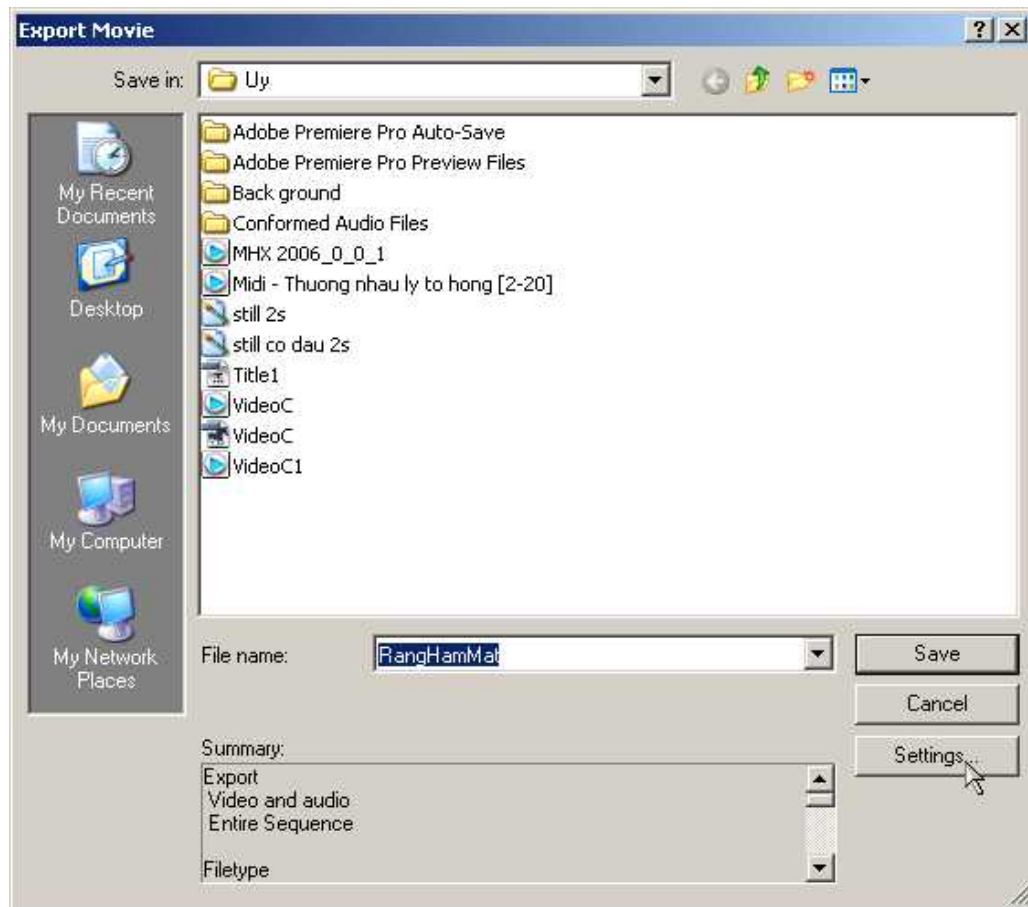 Export Movie
Save in:
Uy
My Recent
Documents
Desktop
My Documents
My Computer
My Network
Places
Adobe Premiere Pro Auto-Save
Adobe Premiere Pro Preview Files
Back ground
Conformed Audio Files
MHX 2006_0_0_1
Midi - Thuong nhau ly to hong [2-20]
still 2s
still co dau 2s
Title1
VideoC
VideoC
VideoC1
File name:
RangHamMat
Save
Cancel
Settings...
Summary:
Export
Video and audio
Entire Sequence
Filetype